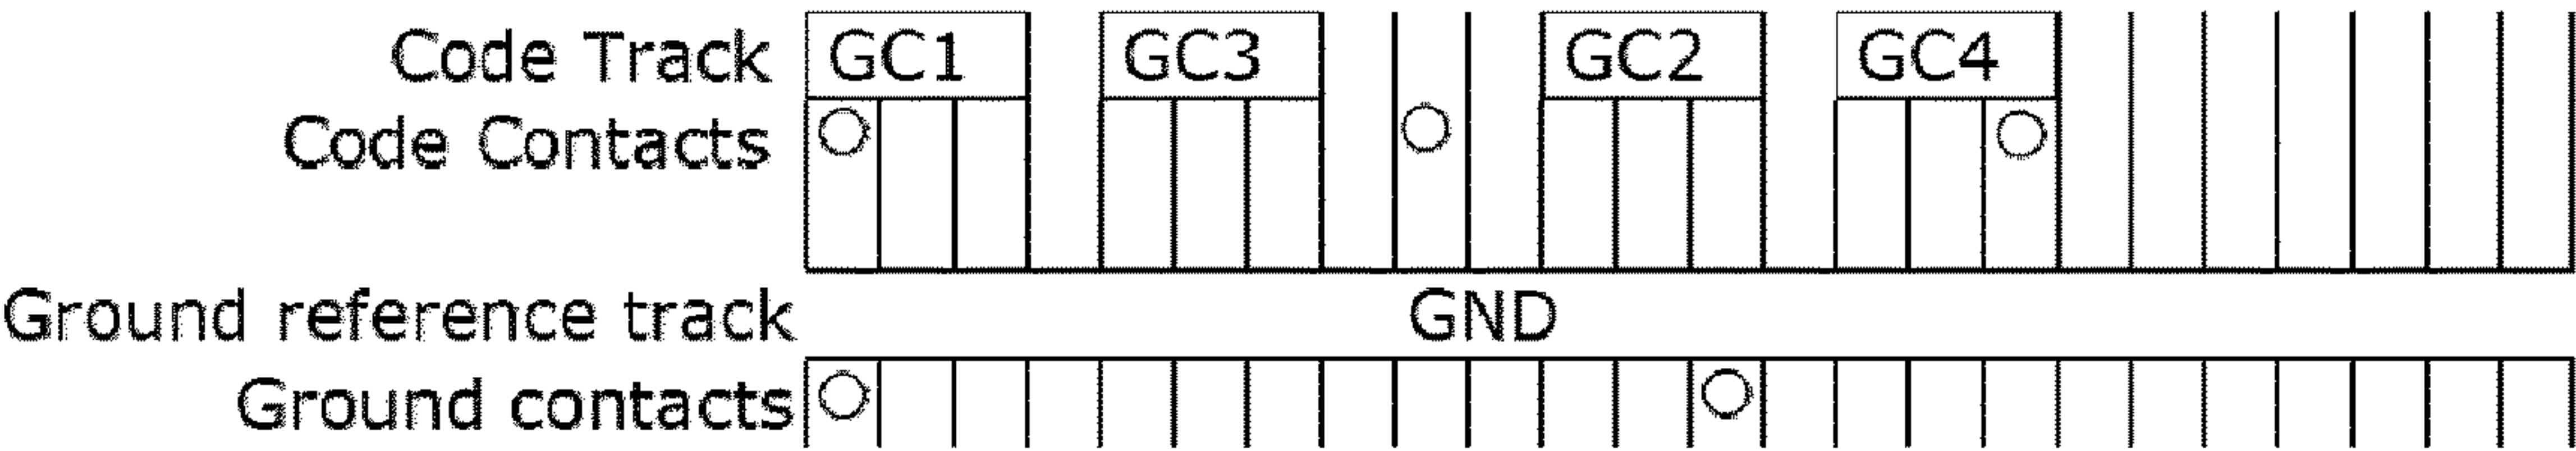 Code Track GC1 GC3 GC2 GC4
Code Contacts
Ground reference track GND
Ground contacts